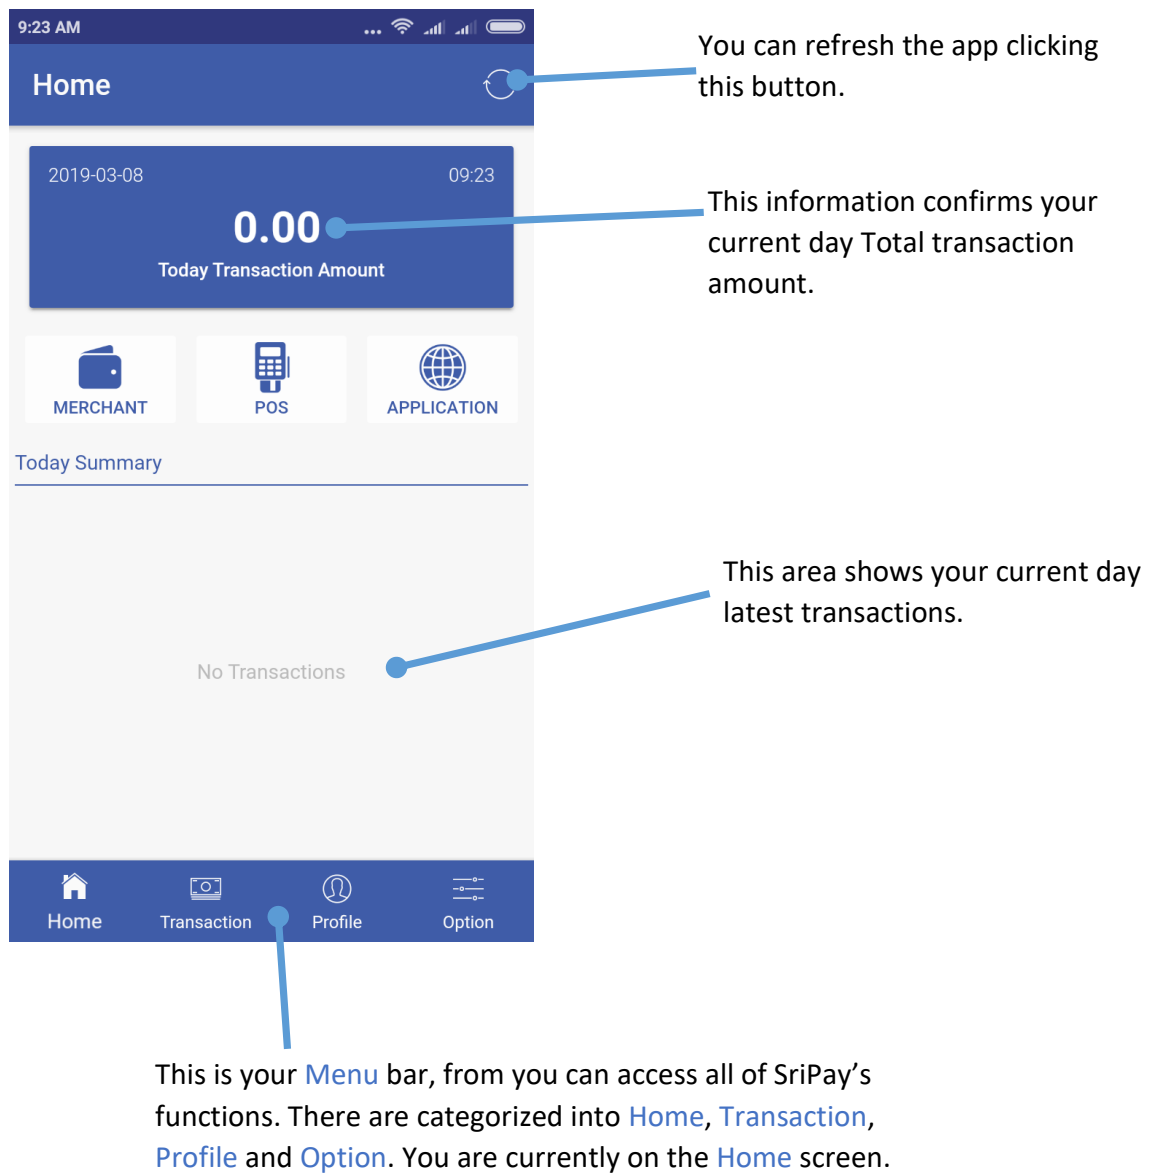 9:23 AM
Home
You can refresh the app clicking
this button.
2019-03-08 09:23
0.00
Today Transaction Amount
This information confirms your
current day Total transaction
amount.
MERCHANT POS APPLICATION
Today Summary
This area shows your current day
latest transactions.
No Transactions
Home Transaction Profile Option
This is your Menu bar, from you can access all of SriPay’s
functions. There are categorized into Home, Transaction,
Profile and Option. You are currently on the Home screen.